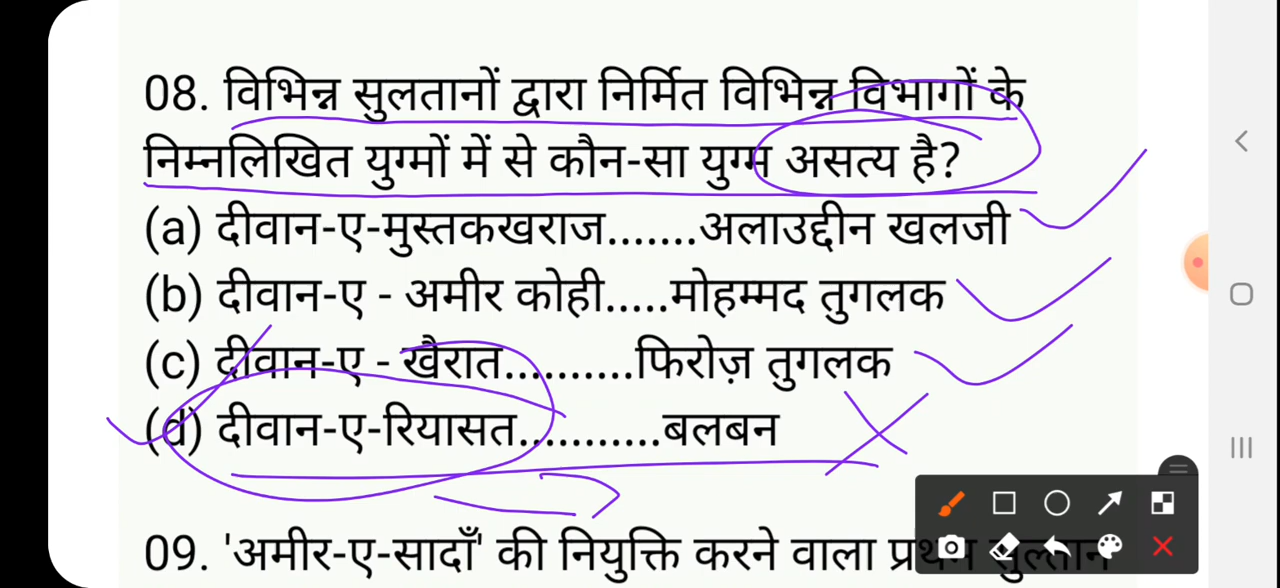 08. विभिन्न सुलतानों द्वारा निर्मित विभिन्न विभागों के
निम्नलिखित युग्मों में से कौन-सा युग्म असत्य है?
(a) दीवान-ए-मुस्तकखराज.......अलाउद्दीन खलजी
(b) दीवान-ए - अमीर कोही.....मोहम्मद तुगलक
(c) दीवान-ए - खैरात..........फिरोज़ तुगलक
(d) दीवान-ए-रियासत...........बलबन
09. 'अमीर-ए-सादाँ' की नियुक्ति करने वाला प्रथम सुल्तान